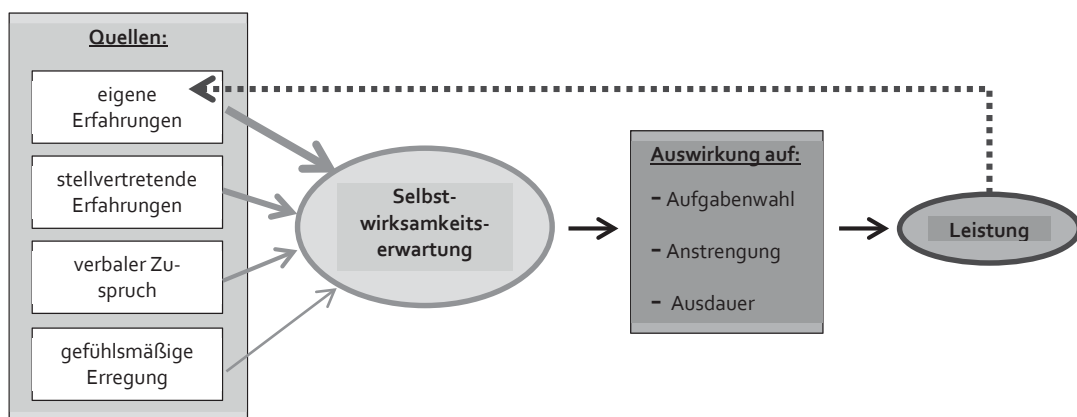 Quellen:
eigene
Erfahrungen
stellvertretende
Erfahrungen
verbaler Zu-
spruch
gefühlsmäßige
Erregung
Selbst-
wirksamkeits-
erwartung
Auswirkung auf:
- Aufgabenwahl
- Anstrengung
- Ausdauer
Leistung